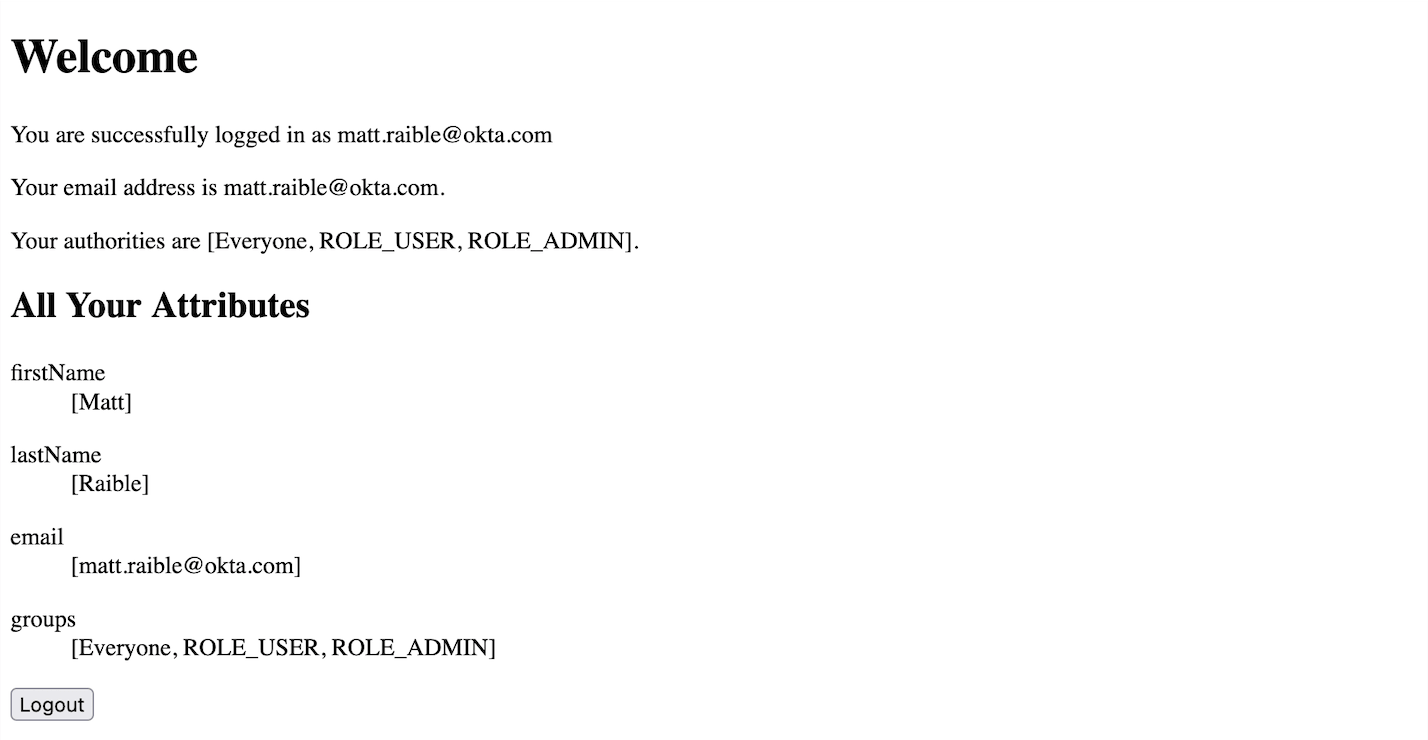 Welcome
You are successfully logged in as matt.raible@okta.com
Your email address is matt.raible@okta.com.
Your authorities are [Everyone, ROLE_USER, ROLE_ADMIN].
All Your Attributes
firstName
[Matt]
lastName
[Raible]
email
[matt.raible@okta.com]
groups
[Everyone, ROLE_USER, ROLE_ADMIN]
Logout